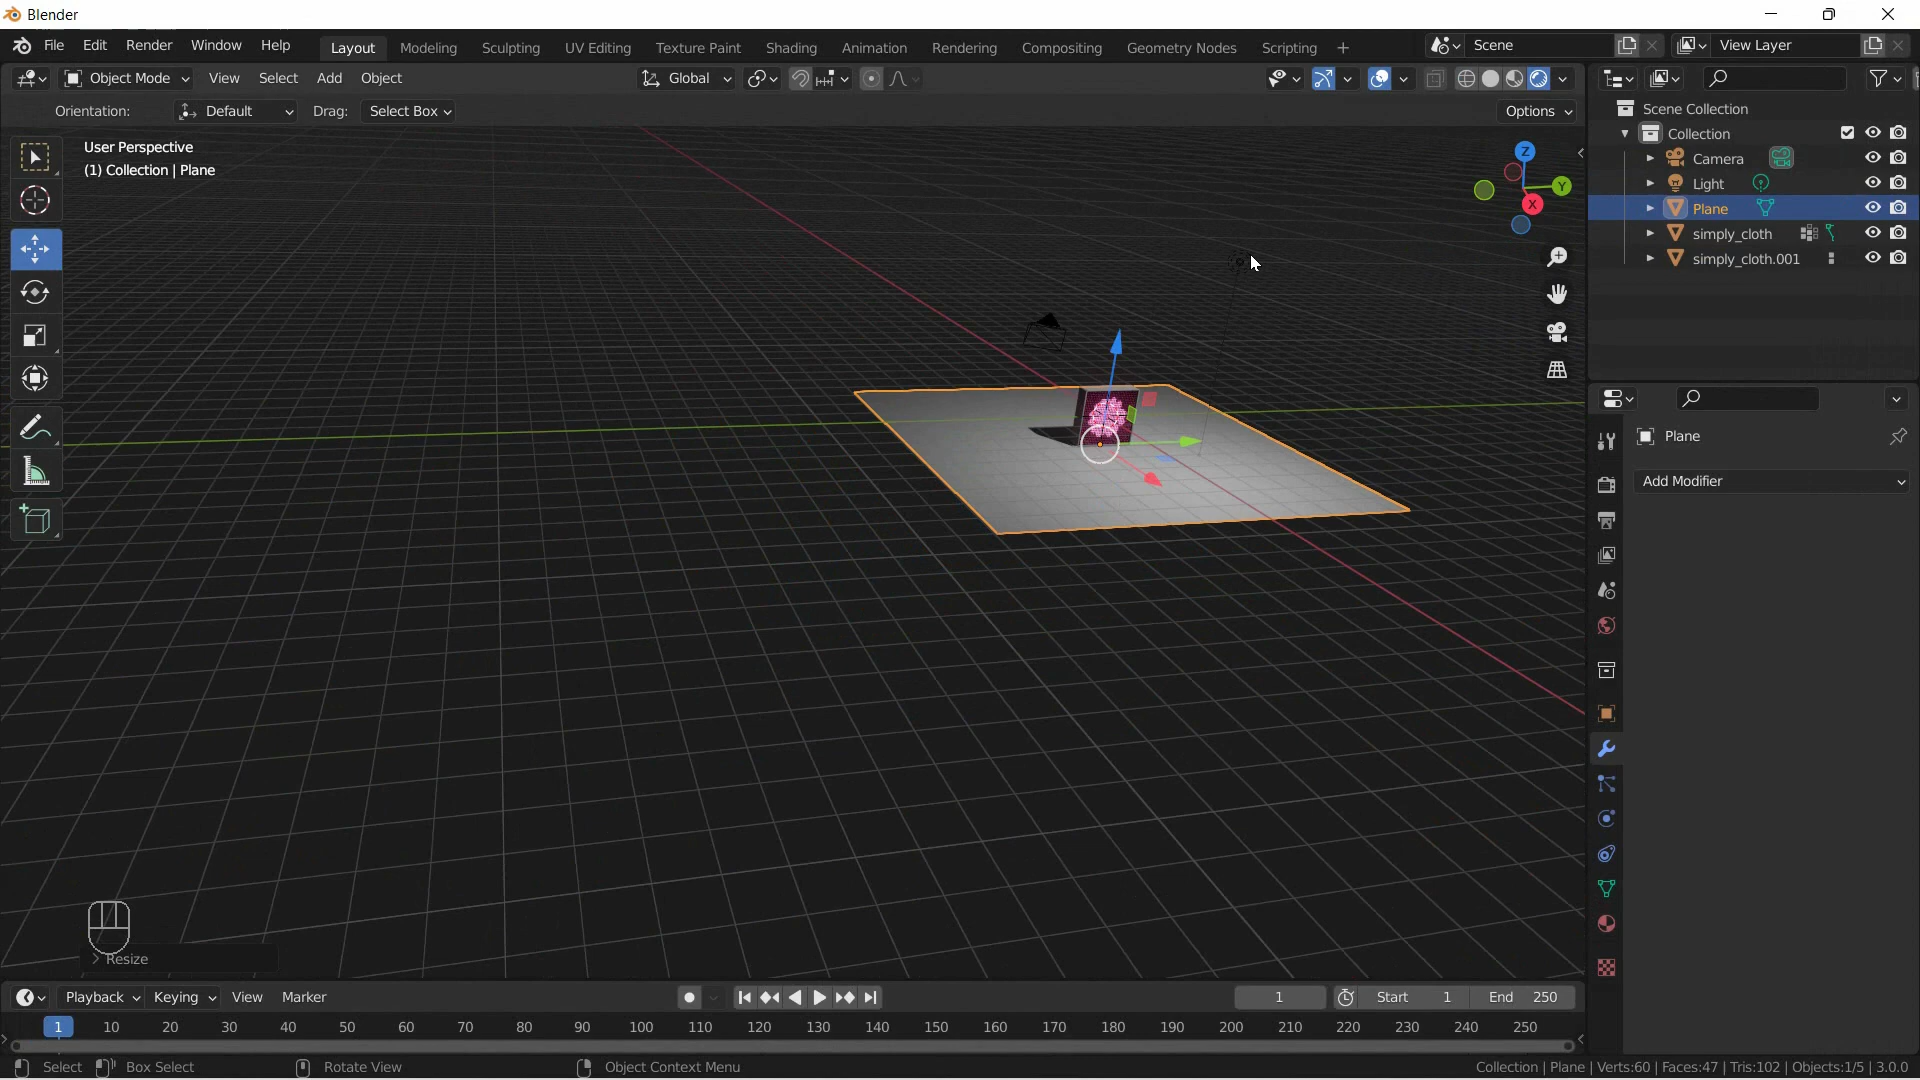 Blender
File Edit Render Window Help Layout Modeling Sculpting UV Editing Texture Paint Shading Animation Rendering Compositing Geometry Nodes Scripting + Scene View Layer
Object Mode View Select Add Object Global
Orientation: Default Drag: Select Box Options
User Perspective
(1) Collection | Plane
Z
Y
X
Scene Collection
Collection
Camera
Light
Plane
simply_cloth
simply_cloth.001
Plane
Add Modifier
> Resize
Playback Keying View Marker 1 Start 1 End 250
1 10 20 30 40 50 60 70 80 90 100 110 120 130 140 150 160 170 180 190 200 210 220 230 240 250
Select Box Select Rotate View Object Context Menu Collection | Plane | Verts:60 | Faces:47 | Tris:102 | Objects:1/5 | 3.0.0